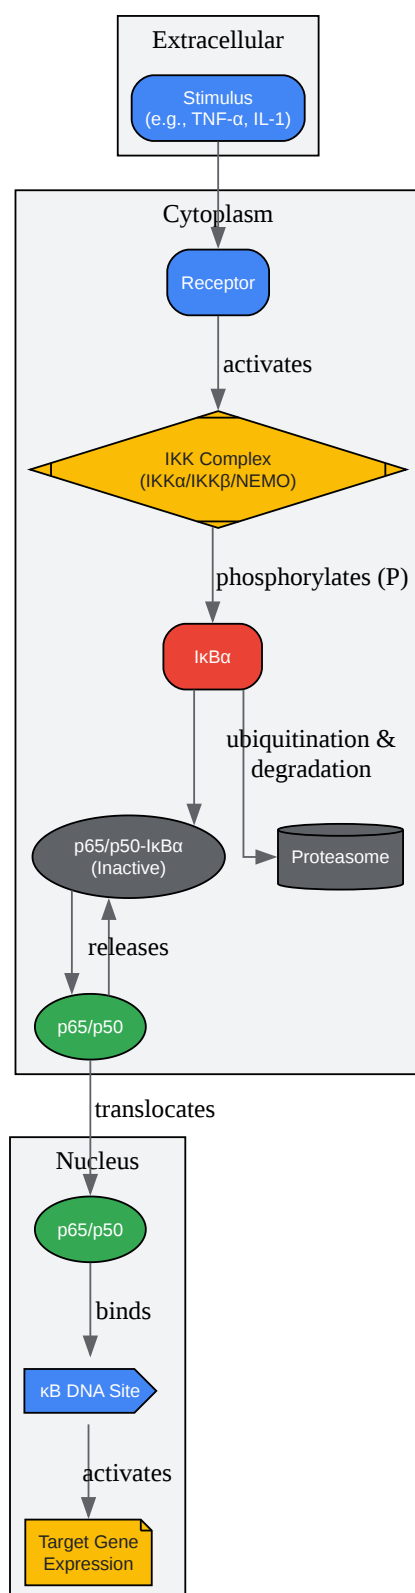 Extracellular
Stimulus
(e.g., TNF-α, IL-1)
Cytoplasm
Receptor
activates
IKK Complex
(IKKα/IKKβ/NEMO)
phosphorylates (P)
IκBα
ubiquitination &
degradation
p65/p50-IκBα
(Inactive)
Proteasome
releases
p65/p50
translocates
Nucleus
p65/p50
binds
κB DNA Site
activates
Target Gene
Expression